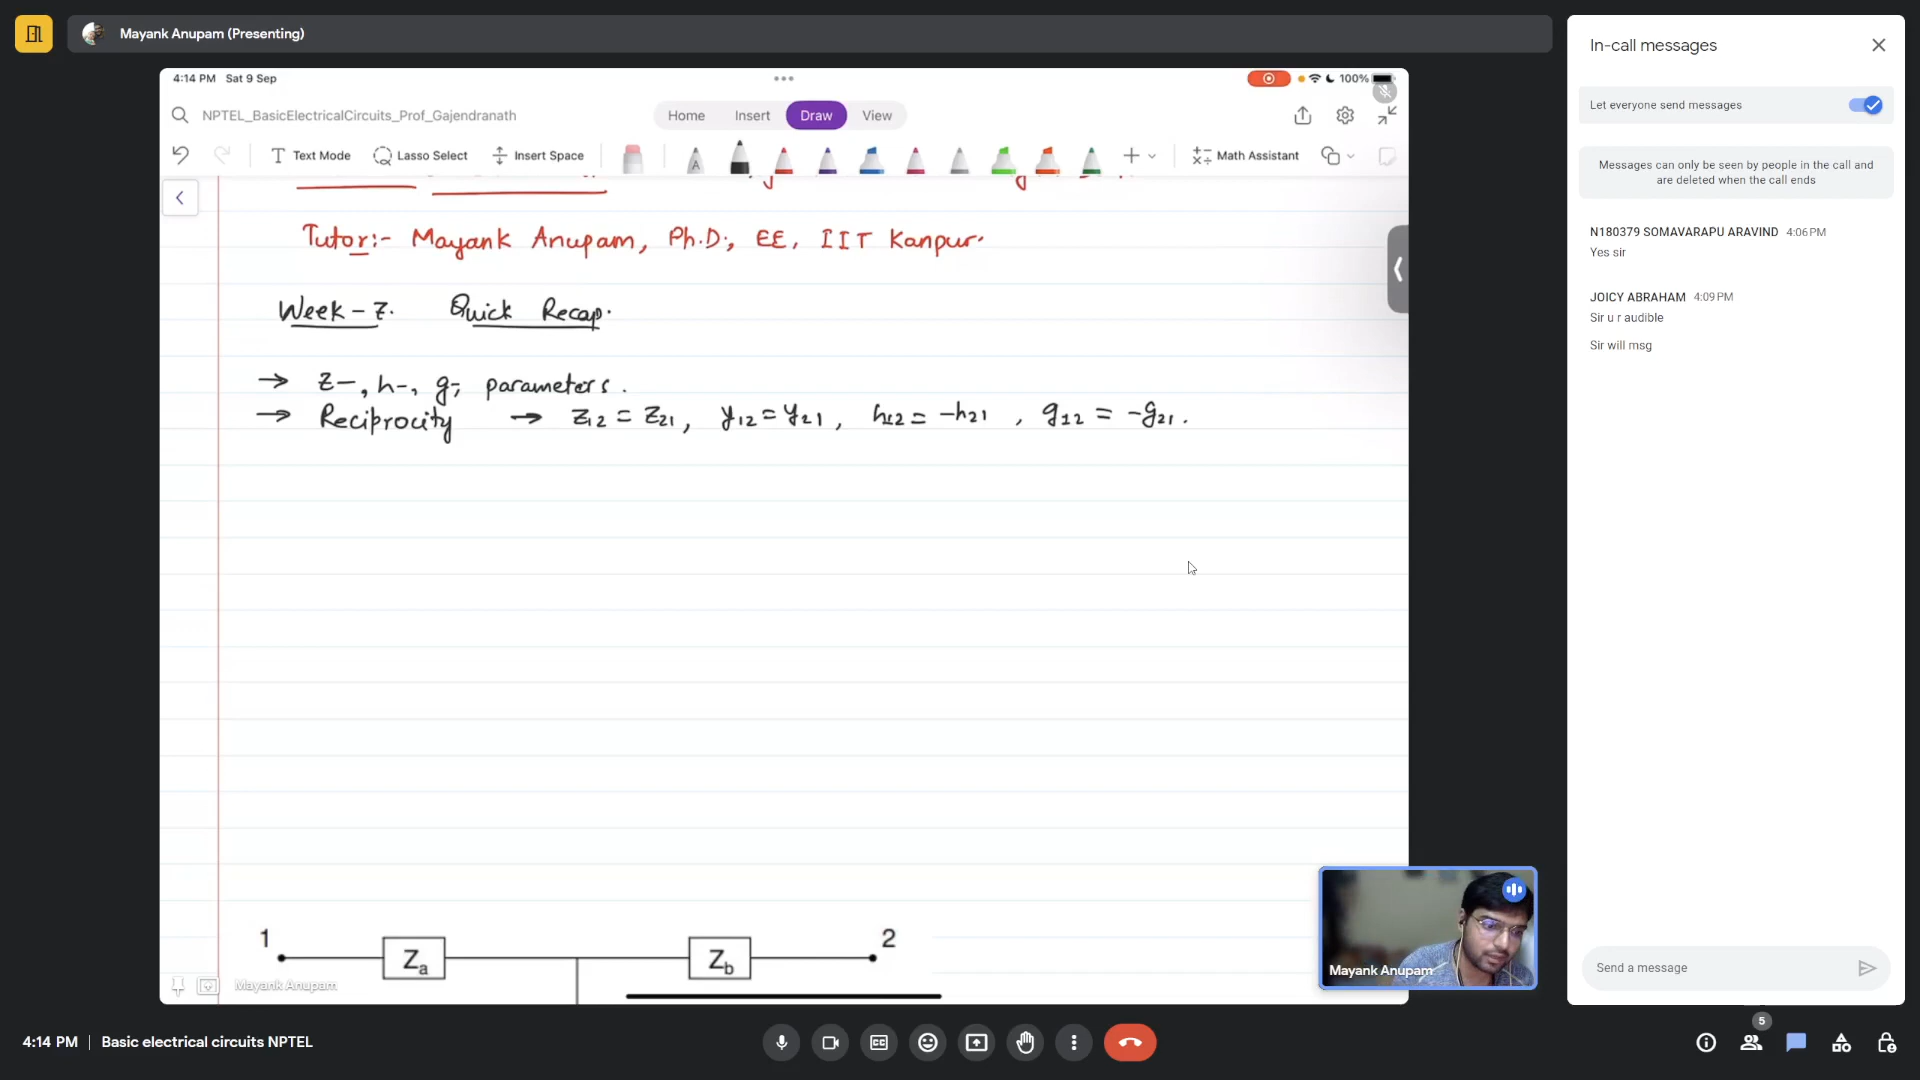 Mayank Anupam (Presenting)
4:14 PM Sat 9 Sep
100%
NPTEL_BasicElectricalCircuits_Prof_Gajendranath
Home Insert Draw View
Text Mode Lasso Select Insert Space A Math Assistant
Tutor:- Mayank Anupam, Ph.D., EE, IIT Kanpur.
Week - 7. Quick Recap.
→ z-, h-, g-, parameters.
→ Reciprocity → z12 = z21, y12 = y21, h12 = -h21, g12 = -g21.
1 Za Zb 2
Mayank Anupam
Mayank Anupam
In-call messages
Let everyone send messages
Messages can only be seen by people in the call and
are deleted when the call ends
N180379 SOMAVARAPU ARAVIND 4:06 PM
Yes sir
JOICY ABRAHAM 4:09 PM
Sir u r audible
Sir will msg
Send a message
4:14 PM | Basic electrical circuits NPTEL
CC
5